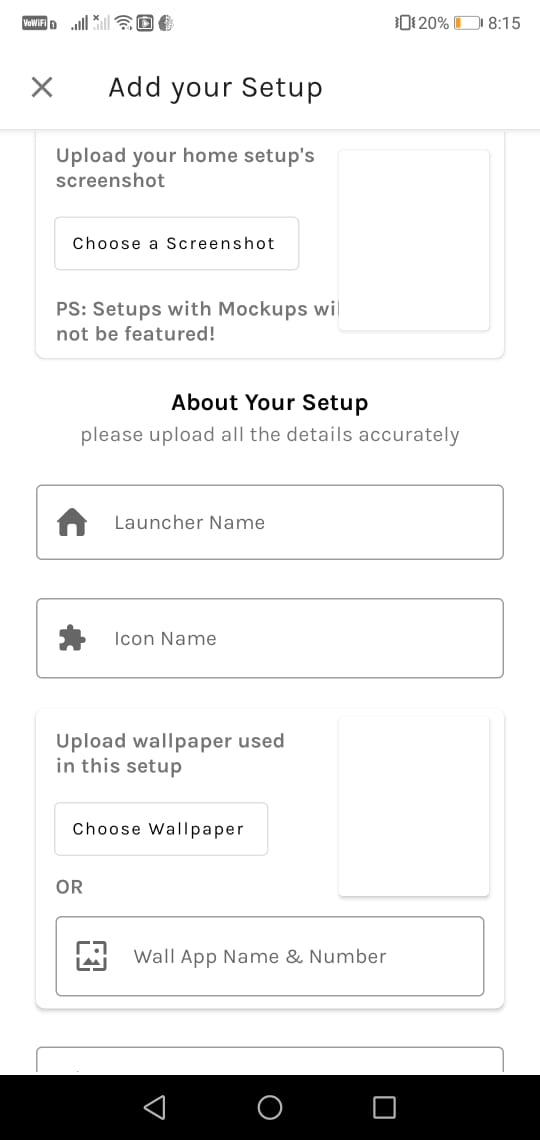 VoWiFi 20% 8:15
Add your Setup
Upload your home setup's
screenshot
Choose a Screenshot
PS: Setups with Mockups wil
not be featured!
About Your Setup
please upload all the details accurately
Launcher Name
Icon Name
Upload wallpaper used
in this setup
Choose Wallpaper
OR
Wall App Name & Number